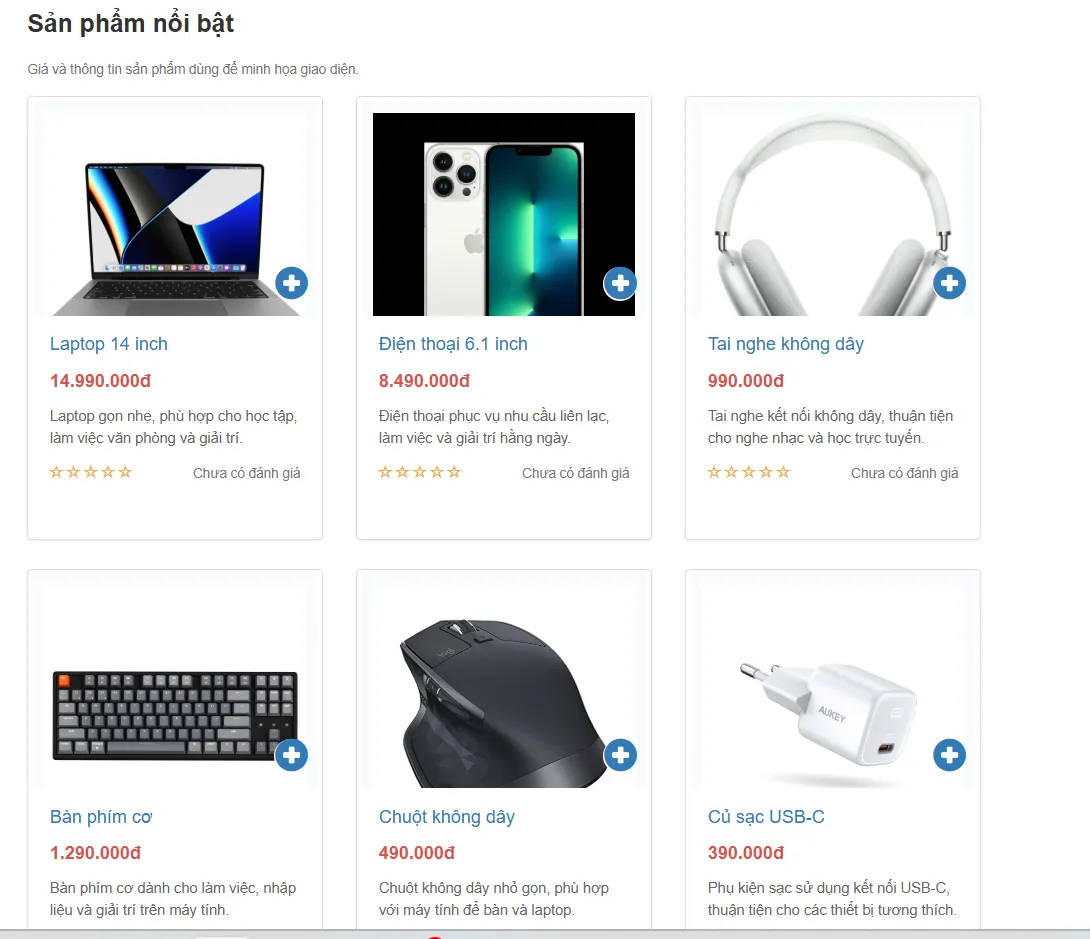 Sản phẩm nổi bật
Giá và thông tin sản phẩm dùng để minh họa giao diện.
Laptop 14 inch
14.990.000đ
Laptop gọn nhẹ, phù hợp cho học tập,
làm việc văn phòng và giải trí.
☆☆☆☆☆ Chưa có đánh giá
Điện thoại 6.1 inch
8.490.000đ
Điện thoại phục vụ nhu cầu liên lạc,
làm việc và giải trí hằng ngày.
☆☆☆☆☆ Chưa có đánh giá
Tai nghe không dây
990.000đ
Tai nghe kết nối không dây, thuận tiện
cho nghe nhạc và học trực tuyến.
☆☆☆☆☆ Chưa có đánh giá
Bàn phím cơ
1.290.000đ
Bàn phím cơ dành cho làm việc, nhập
liệu và giải trí trên máy tính.
logi
Chuột không dây
490.000đ
Chuột không dây nhỏ gọn, phù hợp
với máy tính để bàn và laptop.
AUKEY
Củ sạc USB-C
390.000đ
Phụ kiện sạc sử dụng kết nối USB-C,
thuận tiện cho các thiết bị tương thích.